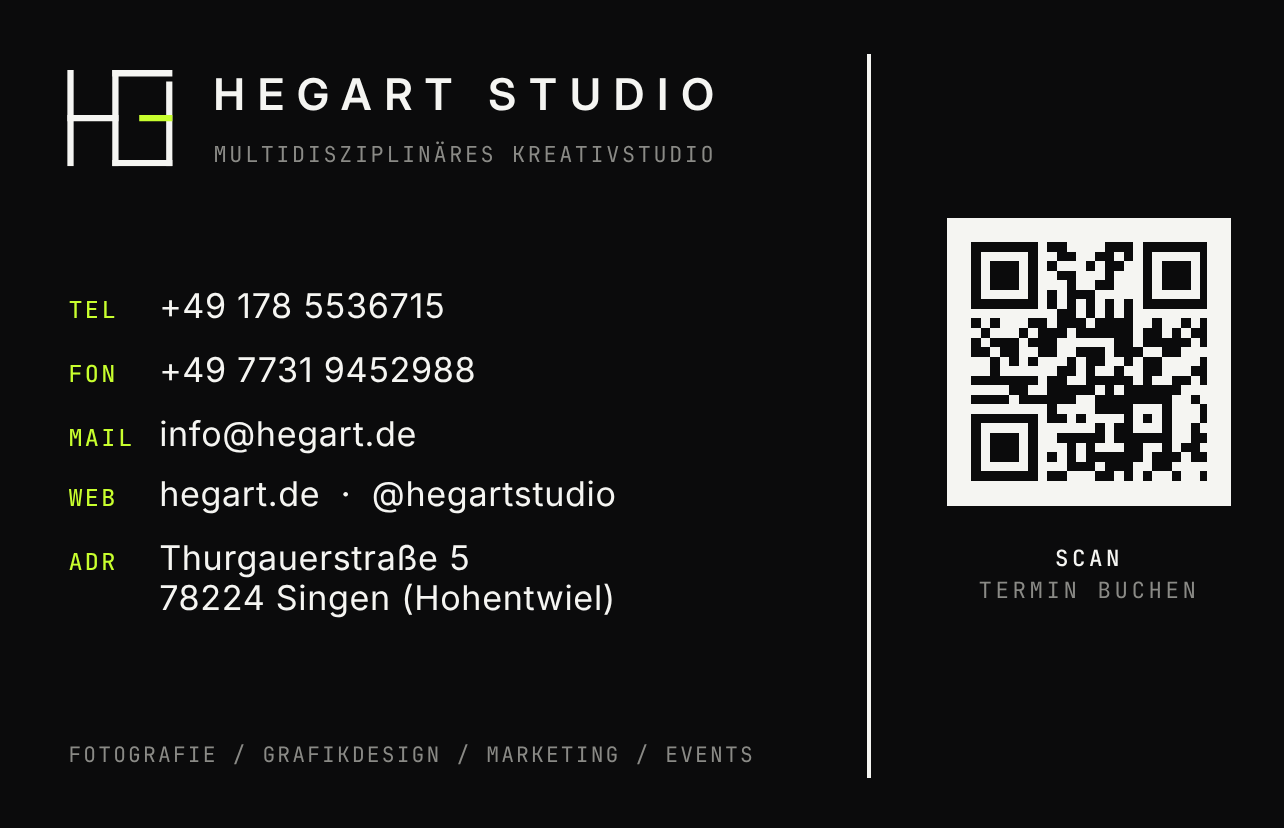 HG
HEGART STUDIO
MULTIDISZIPLINÄRES KREATIVSTUDIO
TEL +49 178 5536715
FON +49 7731 9452988
MAIL info@hegart.de
WEB hegart.de · @hegartstudio
ADR Thurgauerstraße 5
78224 Singen (Hohentwiel)
FOTOGRAFIE / GRAFIKDESIGN / MARKETING / EVENTS
SCAN
TERMIN BUCHEN